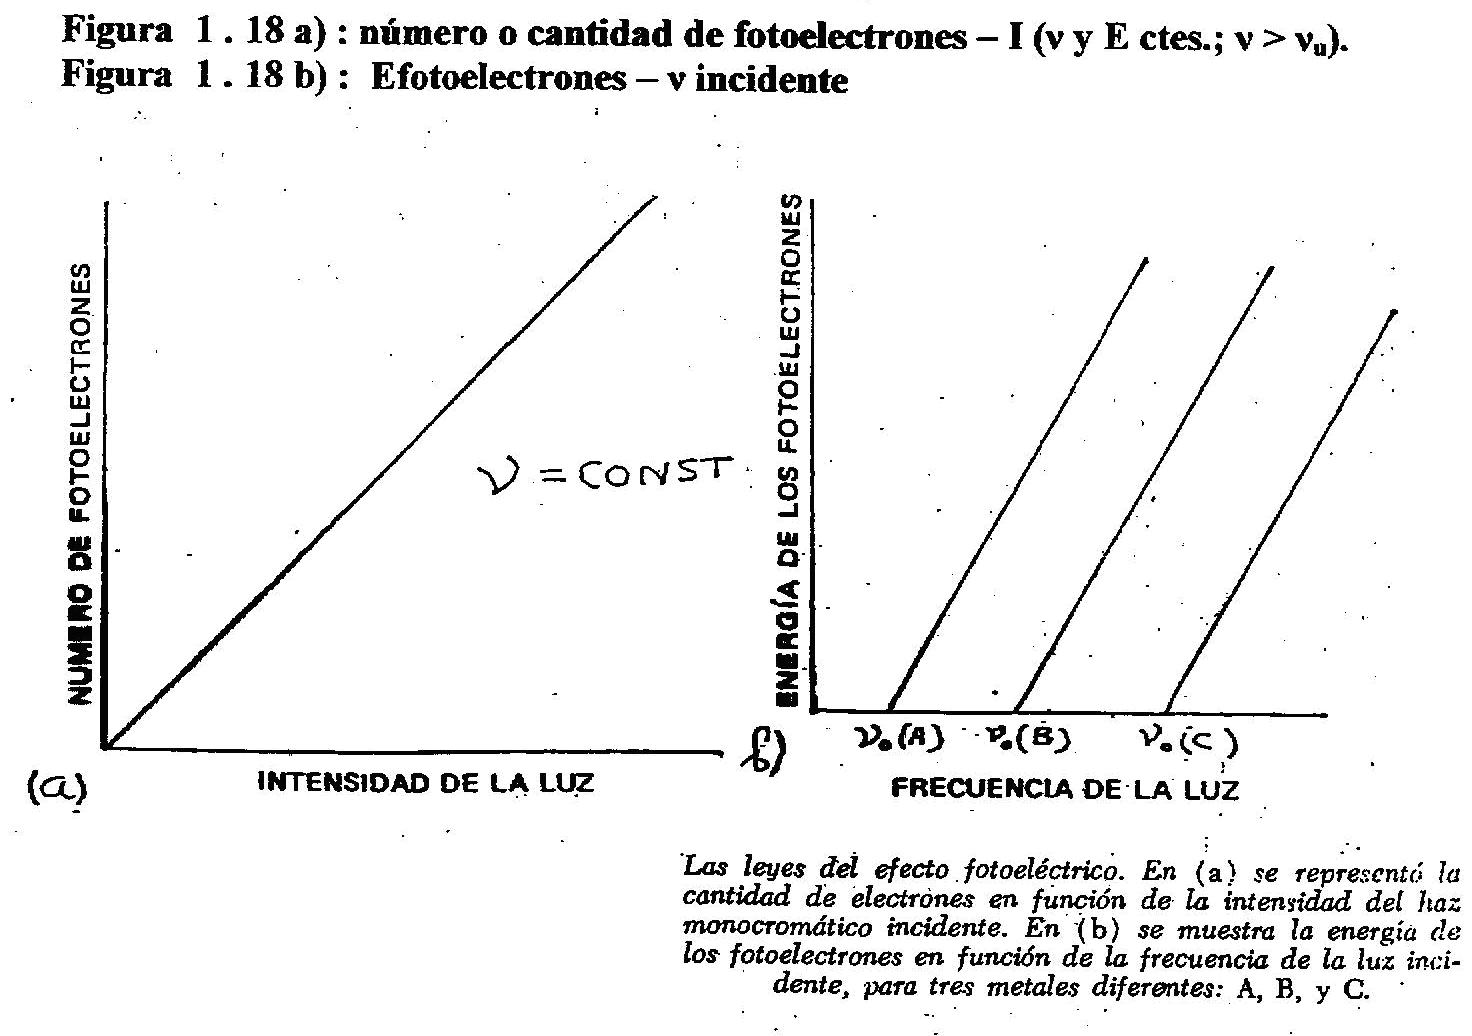 Figura 1 . 18 a) : número o cantidad de fotoelectrones – I (ν y E ctes.; ν > νu).
Figura 1 . 18 b) : Efotoelectrones – ν incidente
NUMERO DE FOTOELECTRONES
ν = CONST.
(a)
INTENSIDAD DE LA LUZ
ENERGÍA DE LOS FOTOELECTRONES
b)
ν₀(A) ν₀(B) ν₀(C)
FRECUENCIA DE LA LUZ
Las leyes del efecto fotoeléctrico. En (a) se representó la
cantidad de electrones en función de la intensidad del haz
monocromático incidente. En (b) se muestra la energía de
los fotoelectrones en función de la frecuencia de la luz inci-
dente, para tres metales diferentes: A, B, y C.